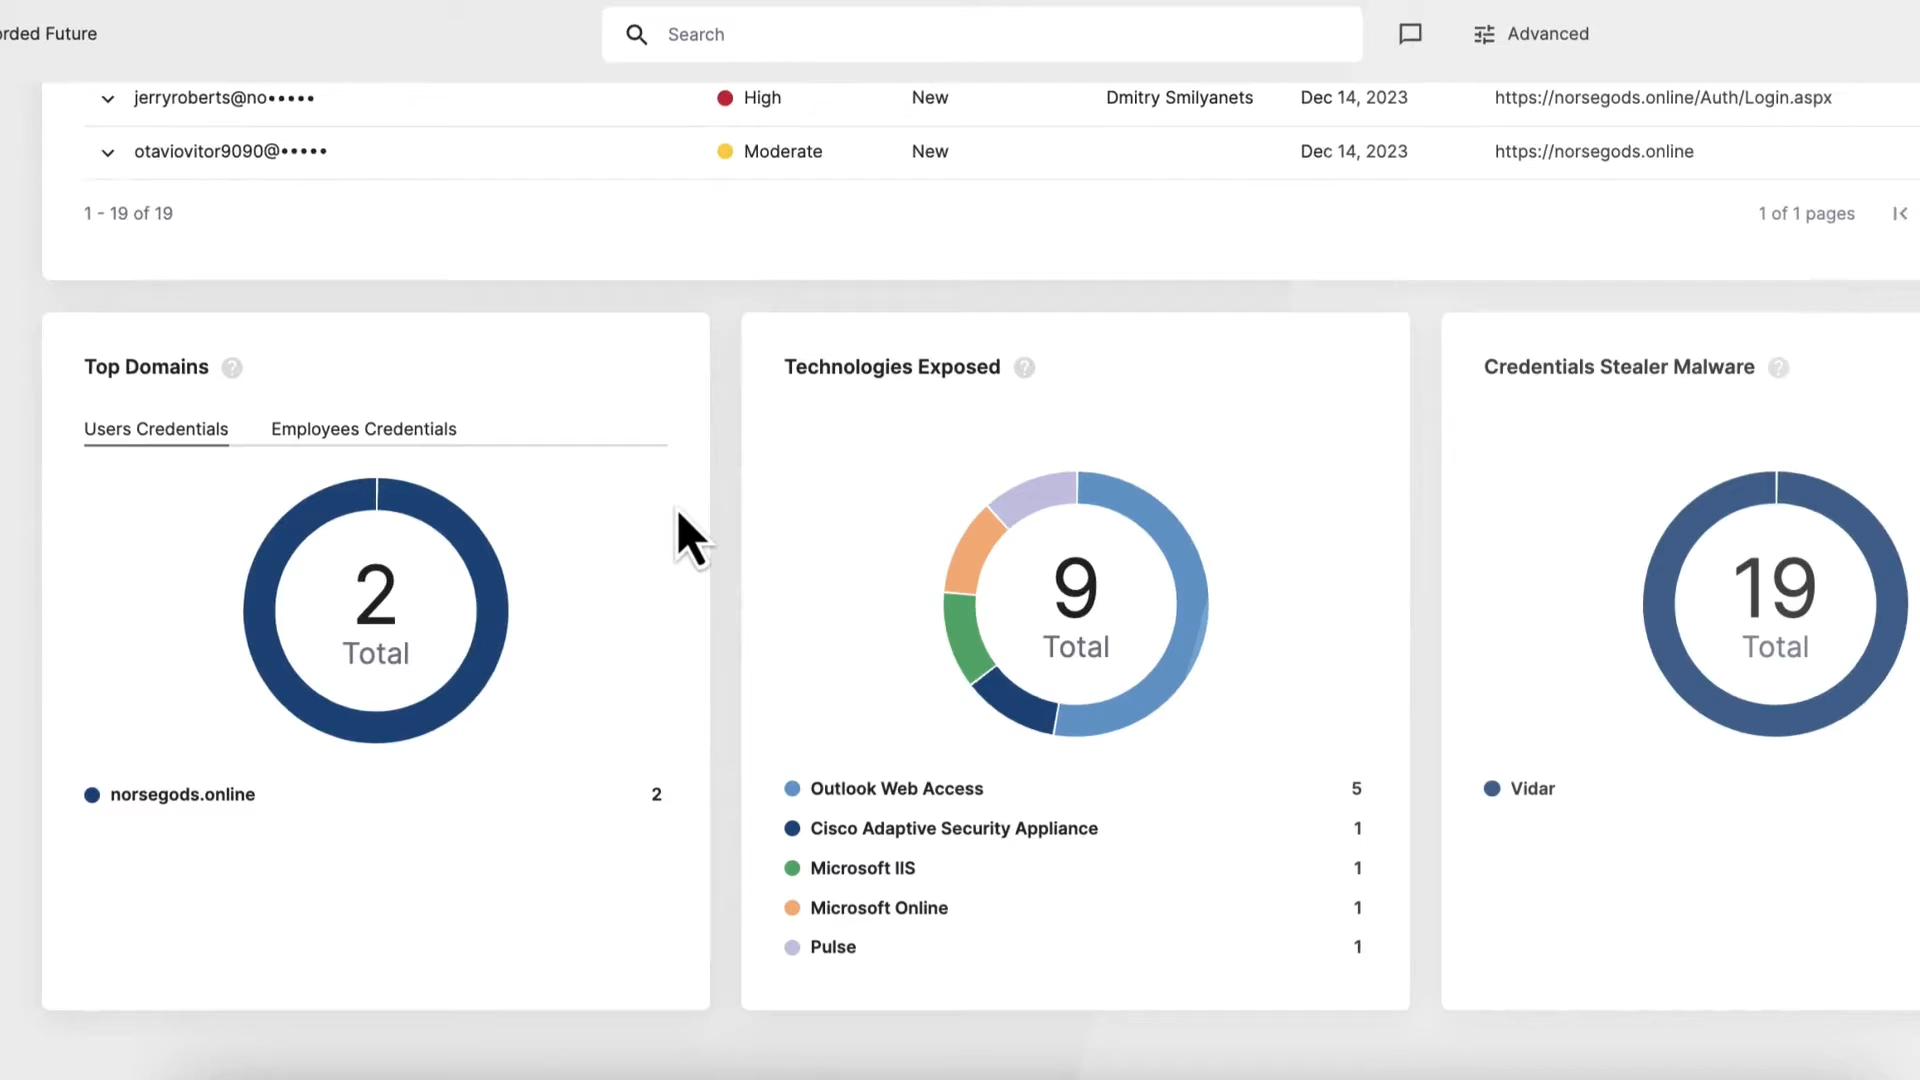 orded Future
Search
Advanced
jerryroberts@no•••••
High
New
Dmitry Smilyanets
Dec 14, 2023
https://norsegods.online/Auth/Login.aspx
otaviovitor9090@•••••
Moderate
New
Dec 14, 2023
https://norsegods.online
1 - 19 of 19
1 of 1 pages
Top Domains ?
Users Credentials
Employees Credentials
2
Total
norsegods.online
2
Technologies Exposed ?
9
Total
Outlook Web Access
5
Cisco Adaptive Security Appliance
1
Microsoft IIS
1
Microsoft Online
1
Pulse
1
Credentials Stealer Malware ?
19
Total
Vidar